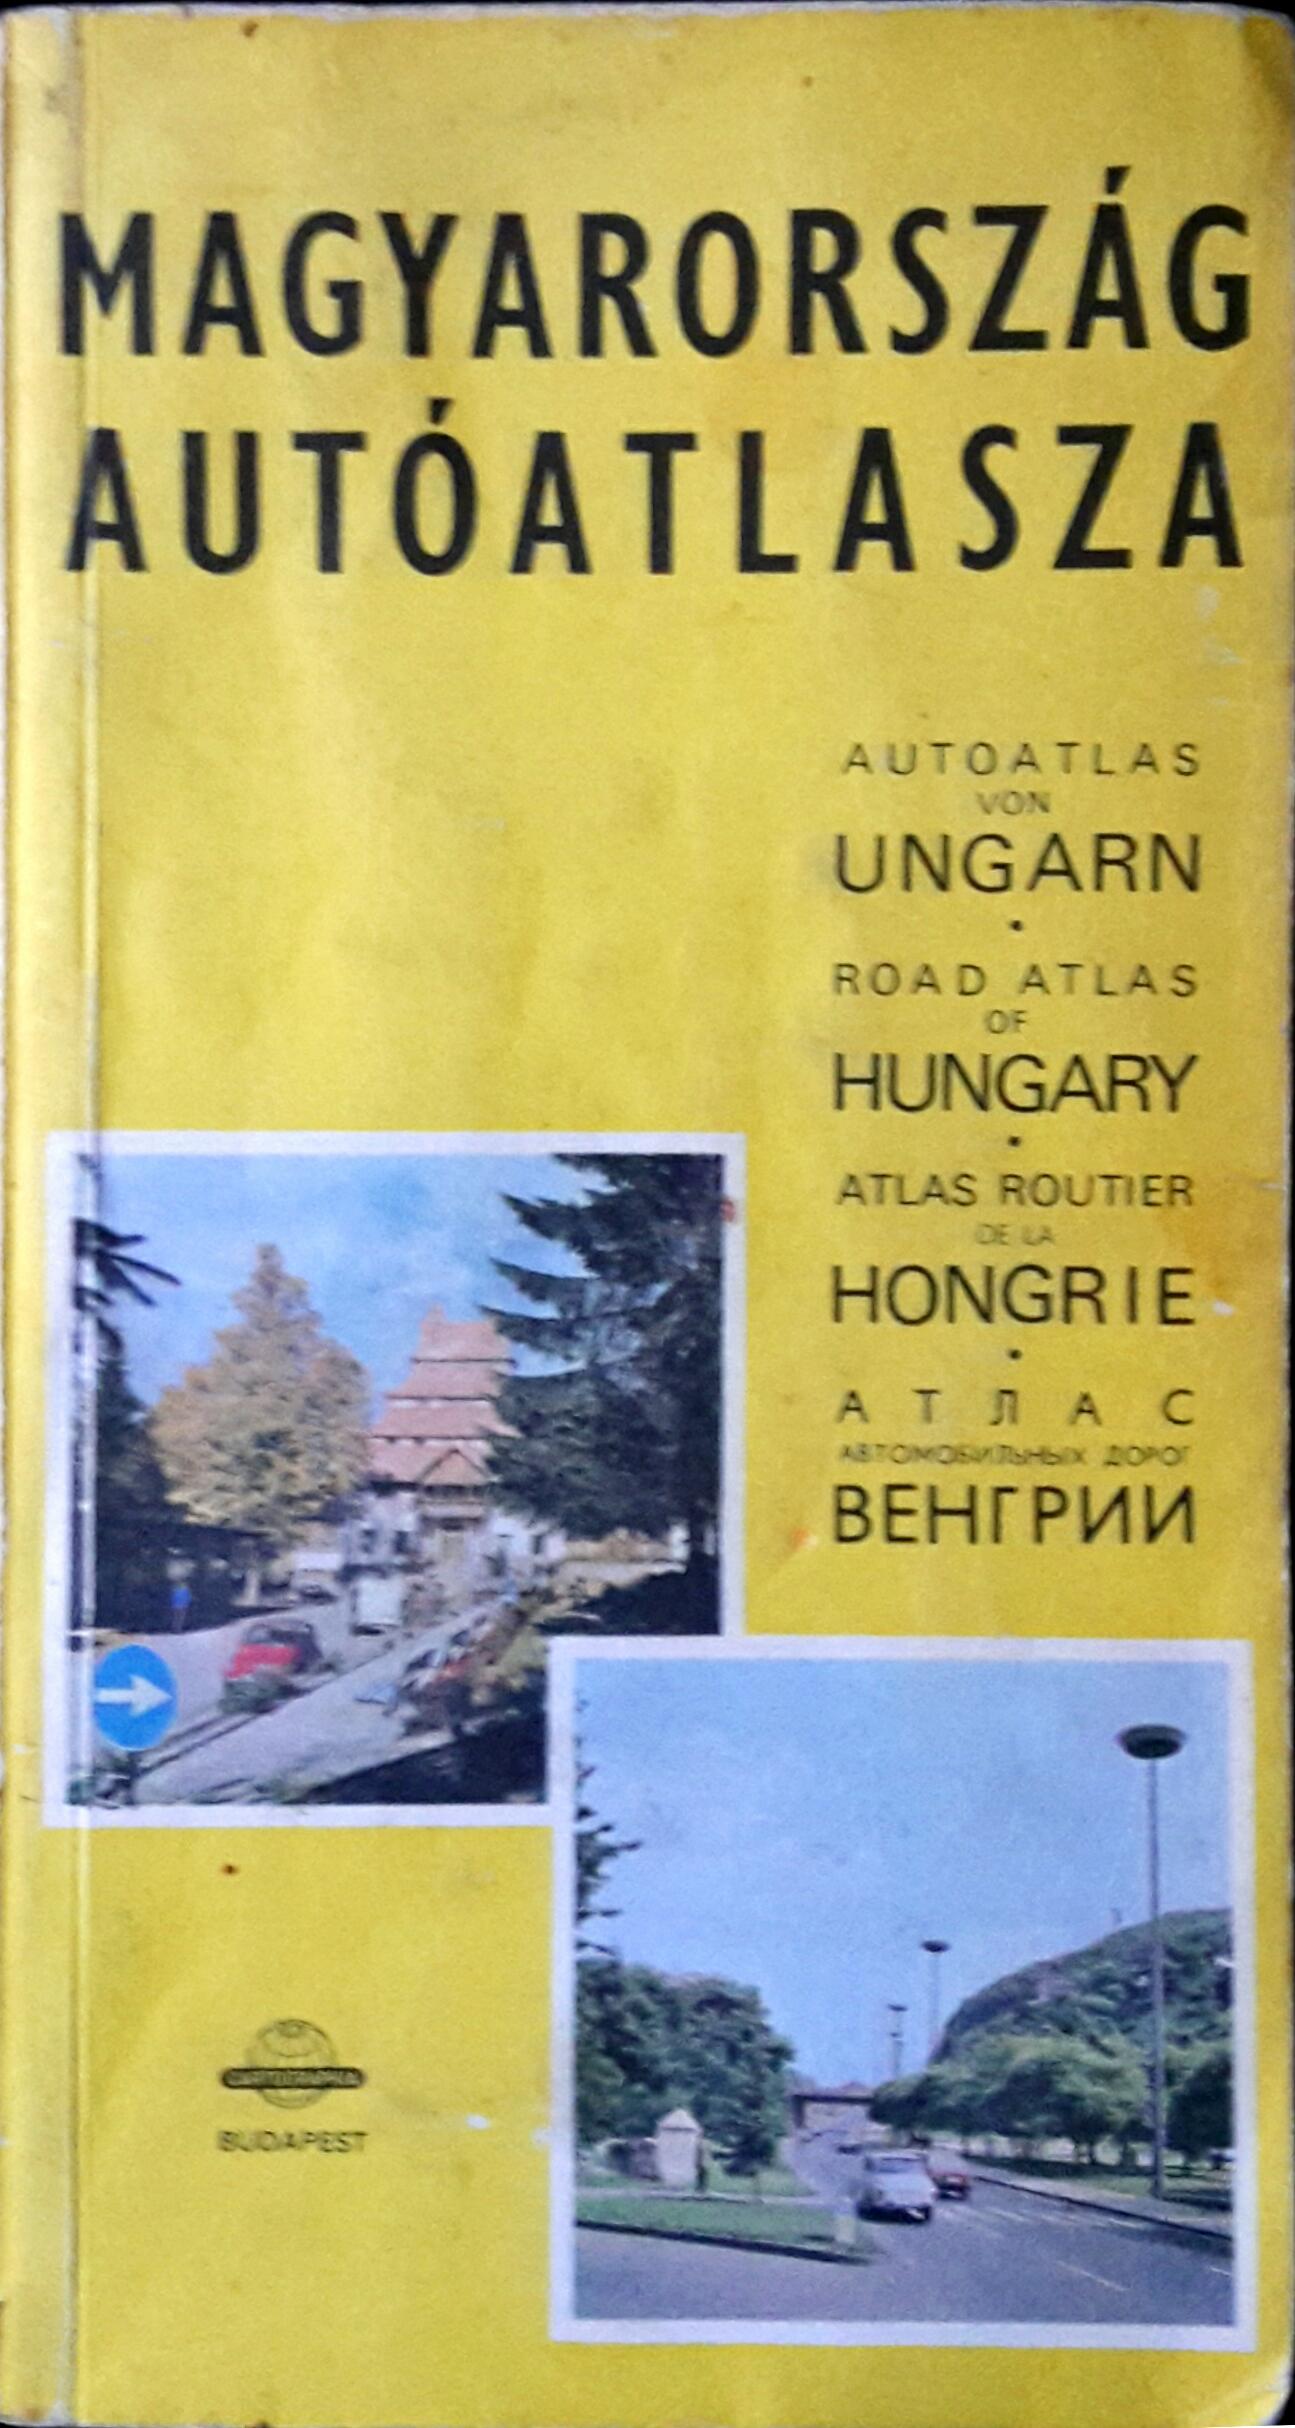 MAGYARORSZÁG
AUTÓATLASZA
AUTOATLAS
VON
UNGARN
•
ROAD ATLAS
OF
HUNGARY
•
ATLAS ROUTIER
DE LA
HONGRIE
•
АТЛАС
АВТОМОБИЛЬНЫХ ДОРОГ
ВЕНГРИИ
CARTOGRAPHIA
BUDAPEST